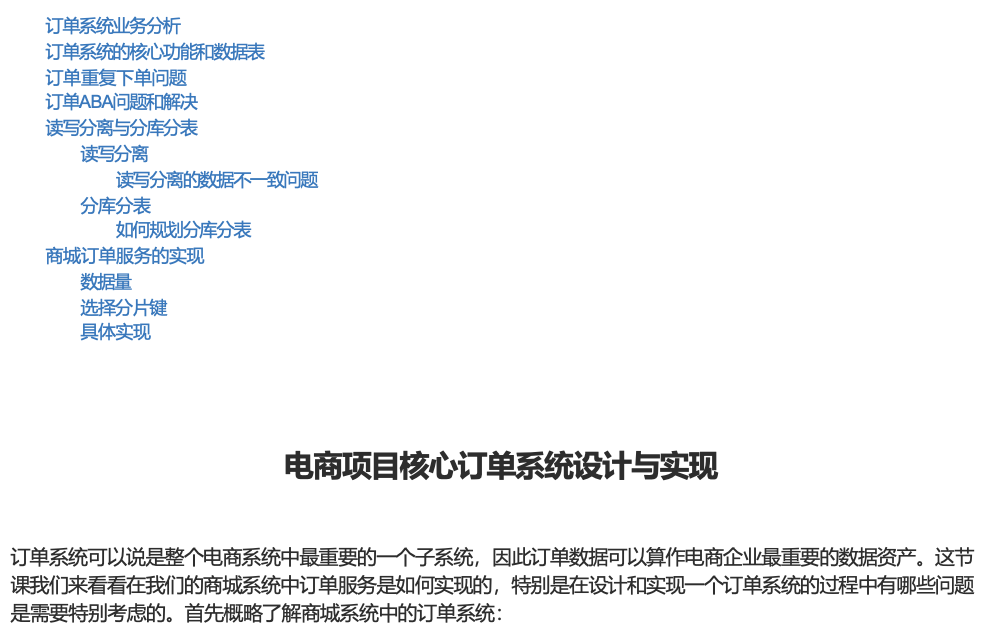 订单系统业务分析
订单系统的核心功能和数据表
订单重复下单问题
订单ABA问题和解决
读写分离与分库分表
读写分离
读写分离的数据不一致问题
分库分表
如何规划分库分表
商城订单服务的实现
数据量
选择分片键
具体实现
电商项目核心订单系统设计与实现
订单系统可以说是整个电商系统中最重要的一个子系统，因此订单数据可以算作电商企业最重要的数据资产。这节
课我们来看看在我们的商城系统中订单服务是如何实现的，特别是在设计和实现一个订单系统的过程中有哪些问题
是需要特别考虑的。首先概略了解商城系统中的订单系统：